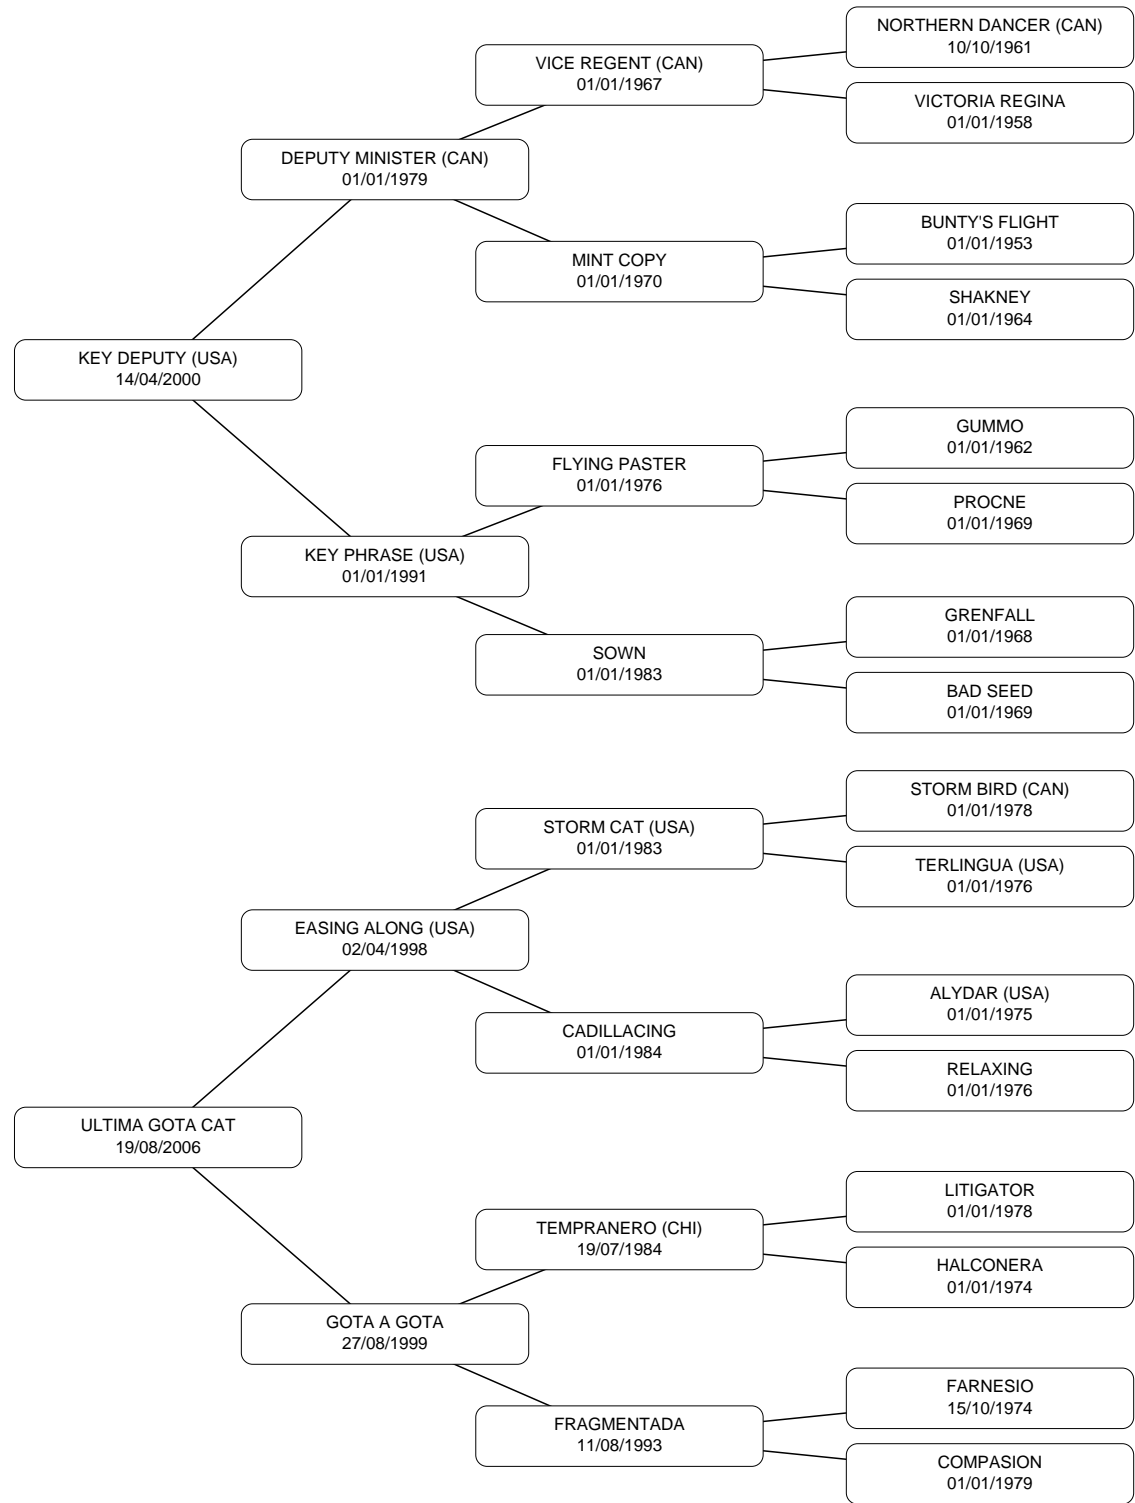 NORTHERN DANCER (CAN)
10/10/1961
VICE REGENT (CAN)
01/01/1967
VICTORIA REGINA
01/01/1958
DEPUTY MINISTER (CAN)
01/01/1979
BUNTY'S FLIGHT
01/01/1953
MINT COPY
01/01/1970
SHAKNEY
01/01/1964
KEY DEPUTY (USA)
14/04/2000
GUMMO
01/01/1962
FLYING PASTER
01/01/1976
PROCNE
01/01/1969
KEY PHRASE (USA)
01/01/1991
GRENFALL
01/01/1968
SOWN
01/01/1983
BAD SEED
01/01/1969
STORM BIRD (CAN)
01/01/1978
STORM CAT (USA)
01/01/1983
TERLINGUA (USA)
01/01/1976
EASING ALONG (USA)
02/04/1998
ALYDAR (USA)
01/01/1975
CADILLACING
01/01/1984
RELAXING
01/01/1976
ULTIMA GOTA CAT
19/08/2006
LITIGATOR
01/01/1978
TEMPRANERO (CHI)
19/07/1984
HALCONERA
01/01/1974
GOTA A GOTA
27/08/1999
FARNESIO
15/10/1974
FRAGMENTADA
11/08/1993
COMPASION
01/01/1979